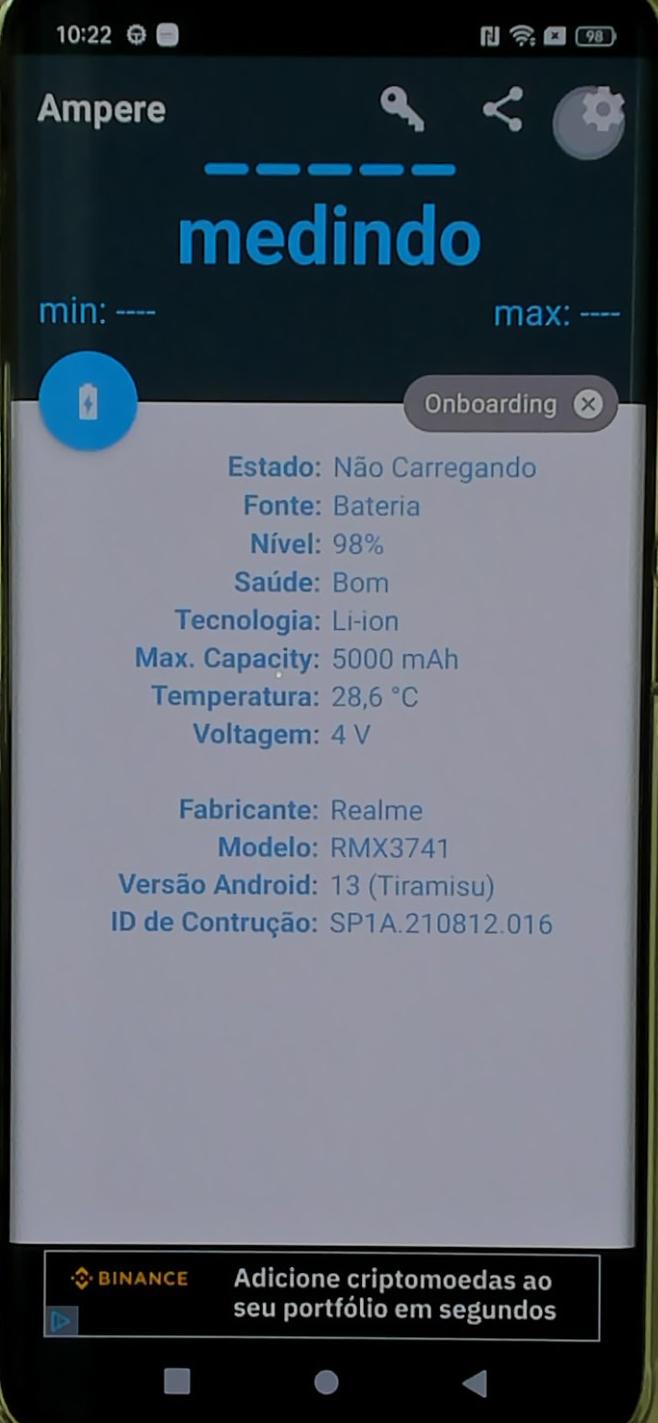 10:22
98
Ampere
medindo
min: ----
max: ----
Onboarding
Estado: Não Carregando
Fonte: Bateria
Nível: 98%
Saúde: Bom
Tecnologia: Li-ion
Max. Capacity: 5000 mAh
Temperatura: 28,6 °C
Voltagem: 4 V
Fabricante: Realme
Modelo: RMX3741
Versão Android: 13 (Tiramisu)
ID de Contrução: SP1A.210812.016
BINANCE
Adicione criptomoedas ao
seu portfólio em segundos